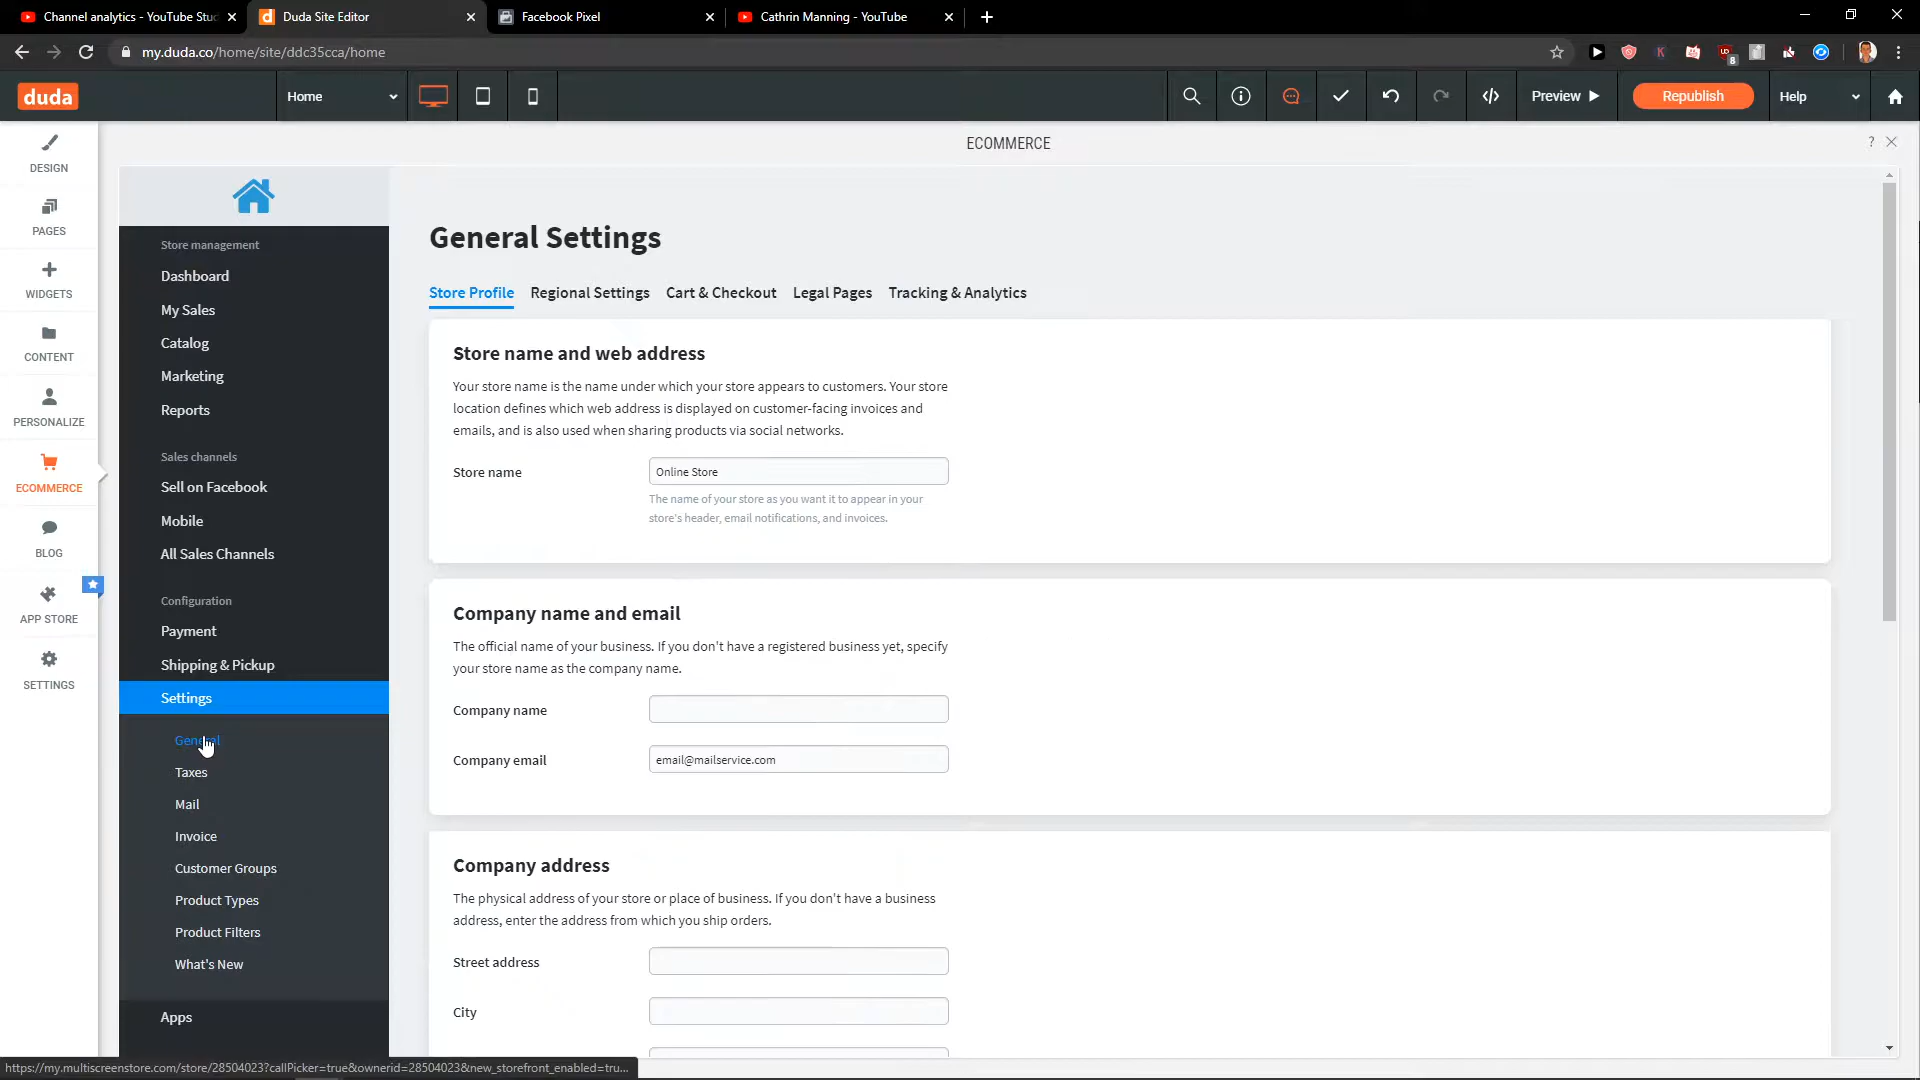 Channel analytics - YouTube Stu
Duda Site Editor
Facebook Pixel
Cathrin Manning - YouTube
my.duda.co/home/site/ddc35cca/home
8
duda
Home
Preview
Republish
Help
ECOMMERCE
?
DESIGN
PAGES
WIDGETS
CONTENT
PERSONALIZE
ECOMMERCE
BLOG
APP STORE
SETTINGS
Store management
Dashboard
My Sales
Catalog
Marketing
Reports
Sales channels
Sell on Facebook
Mobile
All Sales Channels
Configuration
Payment
Shipping & Pickup
Settings
General
Taxes
Mail
Invoice
Customer Groups
Product Types
Product Filters
What's New
Apps
General Settings
Store Profile Regional Settings Cart & Checkout Legal Pages Tracking & Analytics
Store name and web address
Your store name is the name under which your store appears to customers. Your store
location defines which web address is displayed on customer-facing invoices and
emails, and is also used when sharing products via social networks.
Store name
Online Store
The name of your store as you want it to appear in your
store's header, email notifications, and invoices.
Company name and email
The official name of your business. If you don't have a registered business yet, specify
your store name as the company name.
Company name
Company email
email@mailservice.com
Company address
The physical address of your store or place of business. If you don't have a business
address, enter the address from which you ship orders.
Street address
City
https://my.multiscreenstore.com/store/28504023?callPicker=true&ownerid=28504023&new_storefront_enabled=tru...